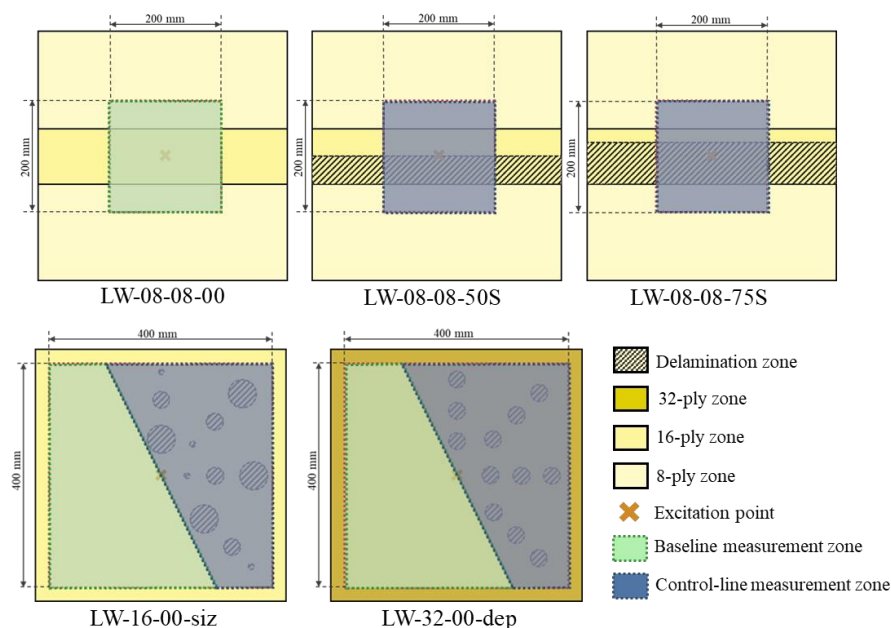 200 mm
200 mm
200 mm
200 mm
200 mm
200 mm
LW-08-08-00
LW-08-08-50S
LW-08-08-75S
400 mm
400 mm
400 mm
400 mm
LW-16-00-siz
LW-32-00-dep
Delamination zone
32-ply zone
16-ply zone
8-ply zone
Excitation point
Baseline measurement zone
Control-line measurement zone